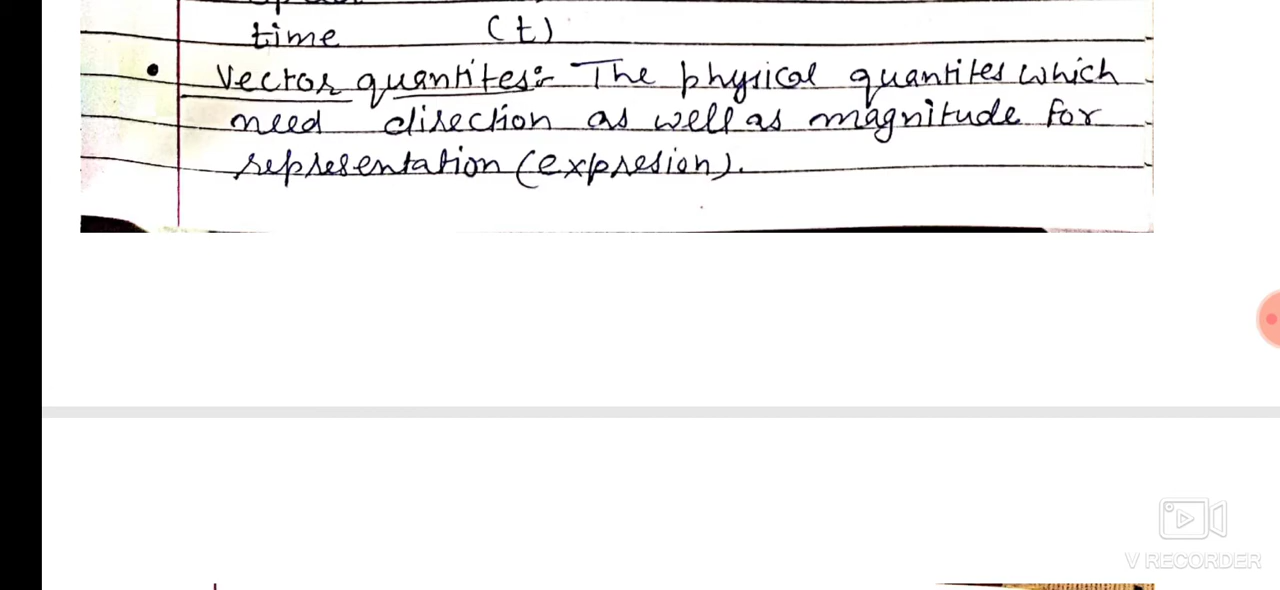 time (t)
• Vector quantites:- The physical quantites which
need direction as well as magnitude for
representation (expresion).
V RECORDER